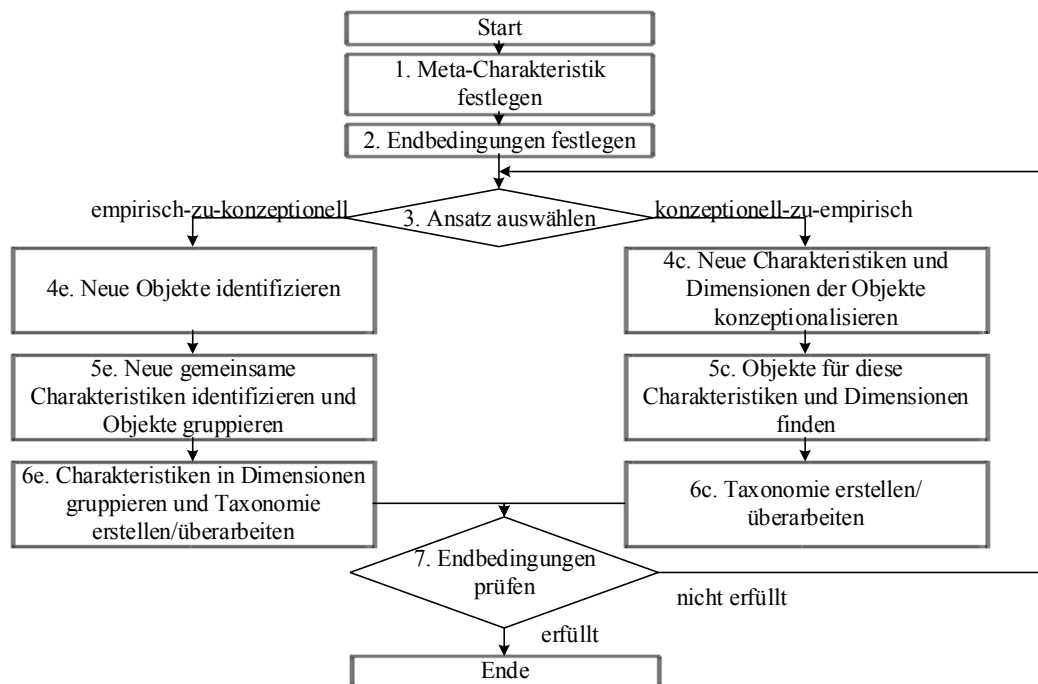 Start
1. Meta-Charakteristik
festlegen
2. Endbedingungen festlegen
empirisch-zu-konzeptionell
3. Ansatz auswählen
konzeptionell-zu-empirisch
4e. Neue Objekte identifizieren
4c. Neue Charakteristiken und
Dimensionen der Objekte
konzeptionalisieren
5e. Neue gemeinsame
Charakteristiken identifizieren und
Objekte gruppieren
5c. Objekte für diese
Charakteristiken und Dimensionen
finden
6e. Charakteristiken in Dimensionen
gruppieren und Taxonomie
erstellen/überarbeiten
6c. Taxonomie erstellen/
überarbeiten
7. Endbedingungen
prüfen
nicht erfüllt
erfüllt
Ende